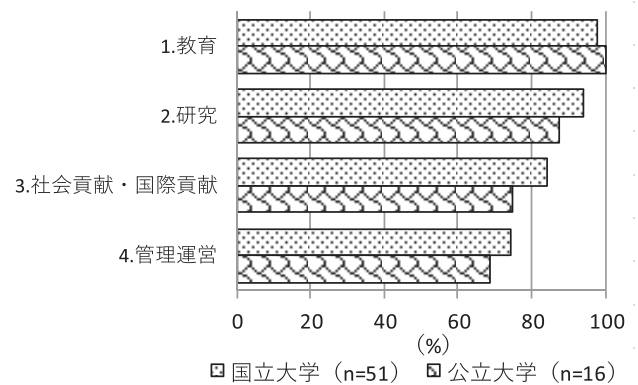 1.教育
2.研究
3.社会貢献・国際貢献
4.管理運営
0 20 40 60 80 100
(%)
国立大学（n=51） 公立大学（n=16）